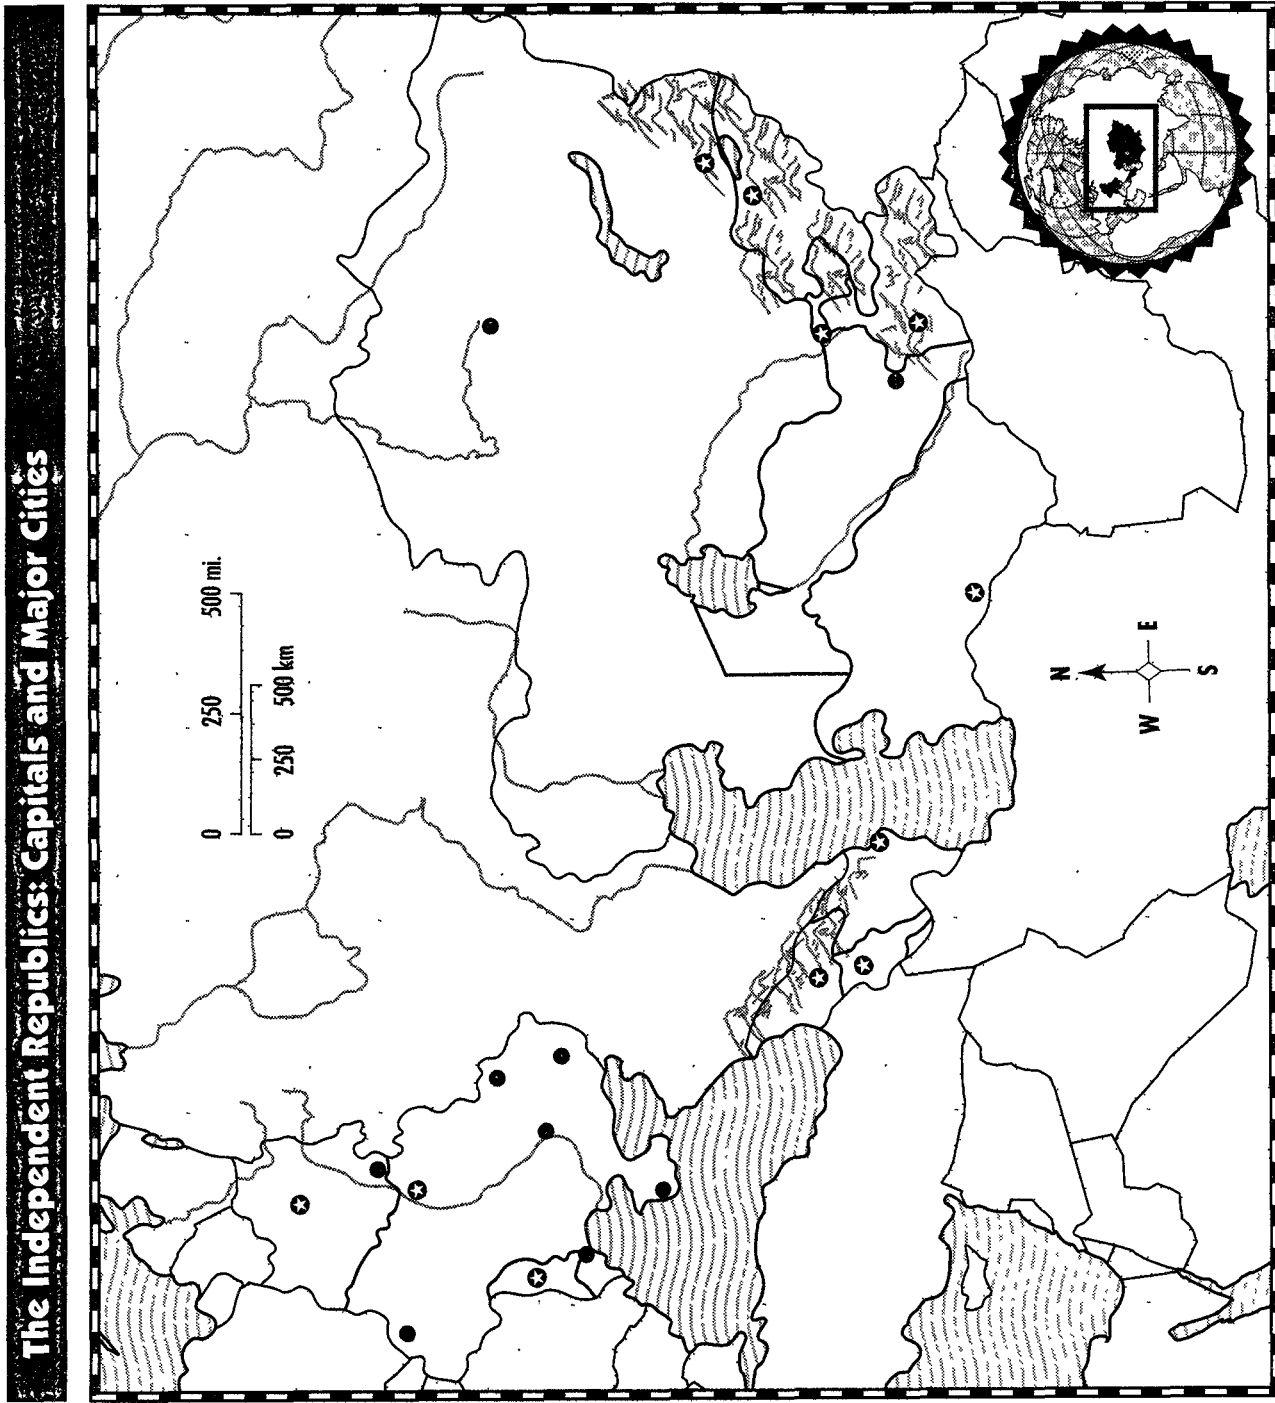 The Independent Republics: Capitals and Major Cities
0 250 500 mi.
0 250 500 km
N
W E
S